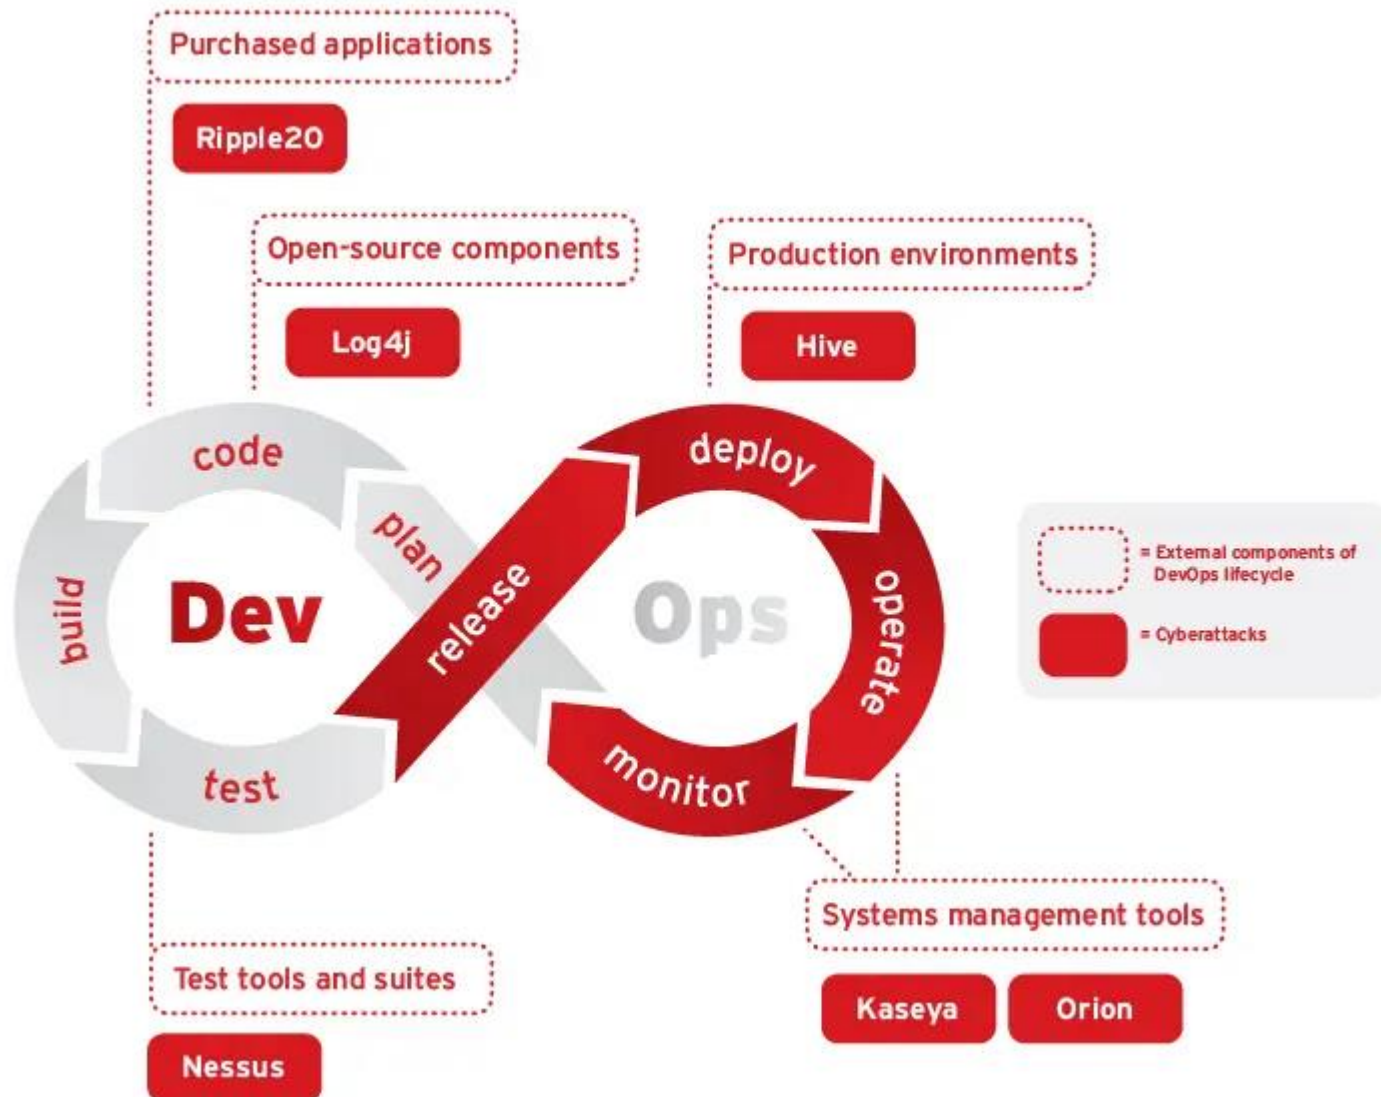 Purchased applications
Ripple20
Open-source components
Log4j
Production environments
Hive
code
plan
build
Dev
test
release
deploy
Ops
operate
monitor
= External components of
DevOps lifecycle
= Cyberattacks
Systems management tools
Kaseya
Orion
Test tools and suites
Nessus